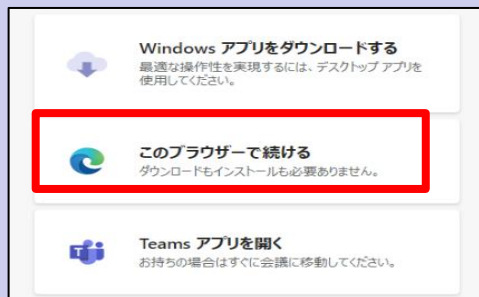 Windows アプリをダウンロードする
最適な操作性を実現するには、デスクトップ アプリを
使用してください。
このブラウザーで続ける
ダウンロードもインストールも必要ありません。
Teams アプリを開く
お持ちの場合はすぐに会議に移動してください。